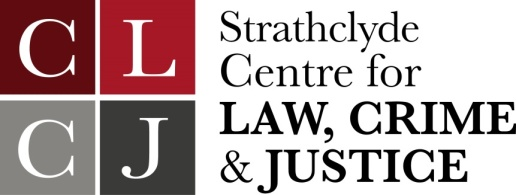 C L
C J
Strathclyde
Centre for
LAW, CRIME
& JUSTICE